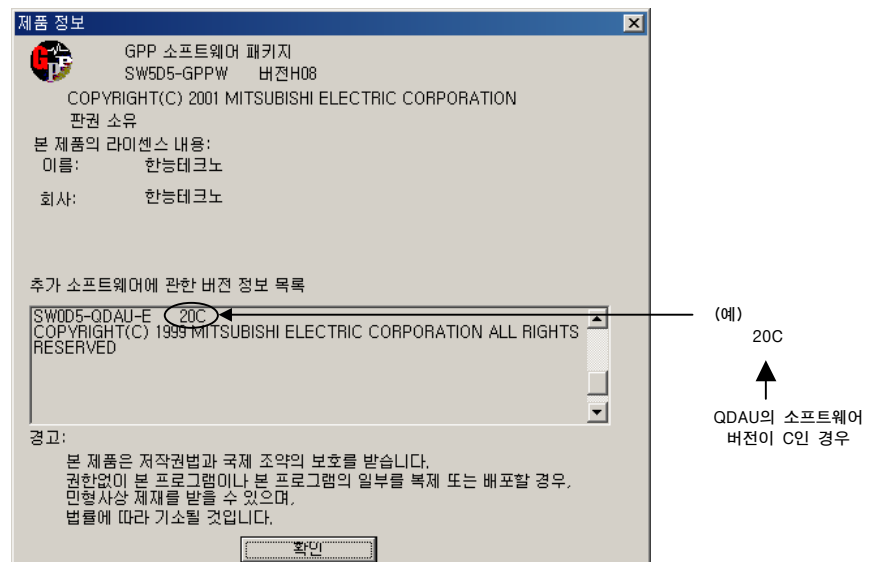 제품 정보
GPP 소프트웨어 패키지
SW5D5-GPPW 버전H08
COPYRIGHT(C) 2001 MITSUBISHI ELECTRIC CORPORATION
판권 소유
본 제품의 라이센스 내용:
이름: 한능테크노
회사: 한능테크노
추가 소프트웨어에 관한 버전 정보 목록
SW0D5-QDAU-E 20C
COPYRIGHT(C) 1999 MITSUBISHI ELECTRIC CORPORATION ALL RIGHTS
RESERVED
경고:
본 제품은 저작권법과 국제 조약의 보호를 받습니다.
권한없이 본 프로그램이나 본 프로그램의 일부를 복제 또는 배포할 경우,
민형사상 제재를 받을 수 있으며,
법률에 따라 기소될 것입니다.
확인
(예)
20C
QDAU의 소프트웨어
버전이 C인 경우